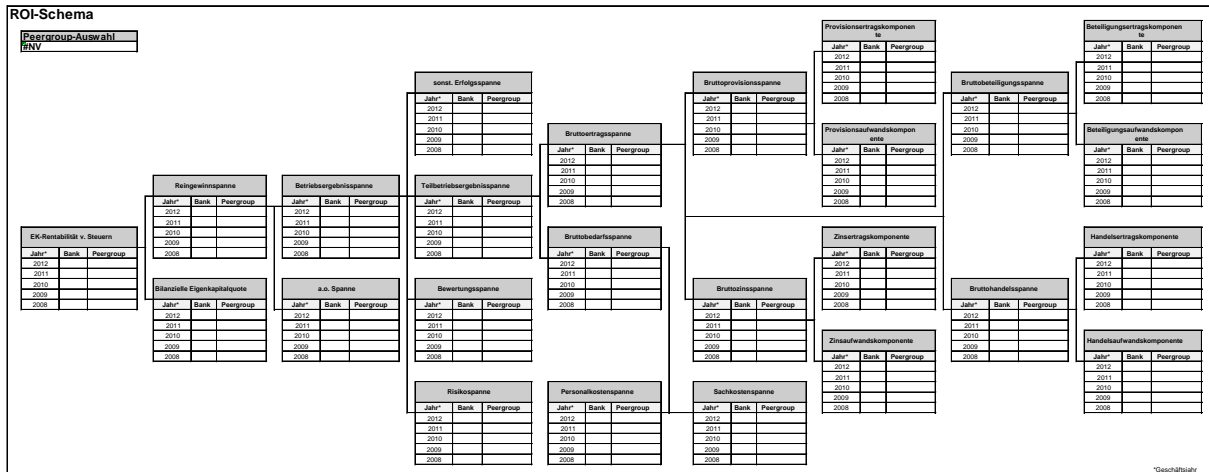 ROI-Schema
Peergroup-Auswahl
#NV
EK-Rentabilität v. Steuern
Jahr* Bank Peergroup
2012
2011
2010
2009
2008
Reingewinnspanne
Jahr* Bank Peergroup
2012
2011
2010
2009
2008
Bilanzielle Eigenkapitalquote
Jahr* Bank Peergroup
2012
2011
2010
2009
2008
Betriebsergebnisspanne
Jahr* Bank Peergroup
2012
2011
2010
2009
2008
a.o. Spanne
Jahr* Bank Peergroup
2012
2011
2010
2009
2008
sonst. Erfolgsspanne
Jahr* Bank Peergroup
2012
2011
2010
2009
2008
Teilbetriebsergebnisspanne
Jahr* Bank Peergroup
2012
2011
2010
2009
2008
Bewertungsspanne
Jahr* Bank Peergroup
2012
2011
2010
2009
2008
Risikospanne
Jahr* Bank Peergroup
2012
2011
2010
2009
2008
Bruttoertragsspanne
Jahr* Bank Peergroup
2012
2011
2010
2009
2008
Bruttobedarfsspanne
Jahr* Bank Peergroup
2012
2011
2010
2009
2008
Personalkostenspanne
Jahr* Bank Peergroup
2012
2011
2010
2009
2008
Bruttoprovisionsspanne
Jahr* Bank Peergroup
2012
2011
2010
2009
2008
Bruttozinsspanne
Jahr* Bank Peergroup
2012
2011
2010
2009
2008
Sachkostenspanne
Jahr* Bank Peergroup
2012
2011
2010
2009
2008
Provisionsertragskompone
te
Jahr* Bank Peergroup
2012
2011
2010
2009
2008
Provisionsaufwandskompon
ente
Jahr* Bank Peergroup
2012
2011
2010
2009
2008
Zinsertragskomponente
Jahr* Bank Peergroup
2012
2011
2010
2009
2008
Zinsaufwandskomponente
Jahr* Bank Peergroup
2012
2011
2010
2009
2008
Bruttobeteiligungsspanne
Jahr* Bank Peergroup
2012
2011
2010
2009
2008
Bruttohandelsspanne
Jahr* Bank Peergroup
2012
2011
2010
2009
2008
Beteiligungsertragskomponen
te
Jahr* Bank Peergroup
2012
2011
2010
2009
2008
Beteiligungsaufwandskompon
ente
Jahr* Bank Peergroup
2012
2011
2010
2009
2008
Handelsertragskomponente
Jahr* Bank Peergroup
2012
2011
2010
2009
2008
Handelsaufwandskomponente
Jahr* Bank Peergroup
2012
2011
2010
2009
2008
*Geschäftsjahr